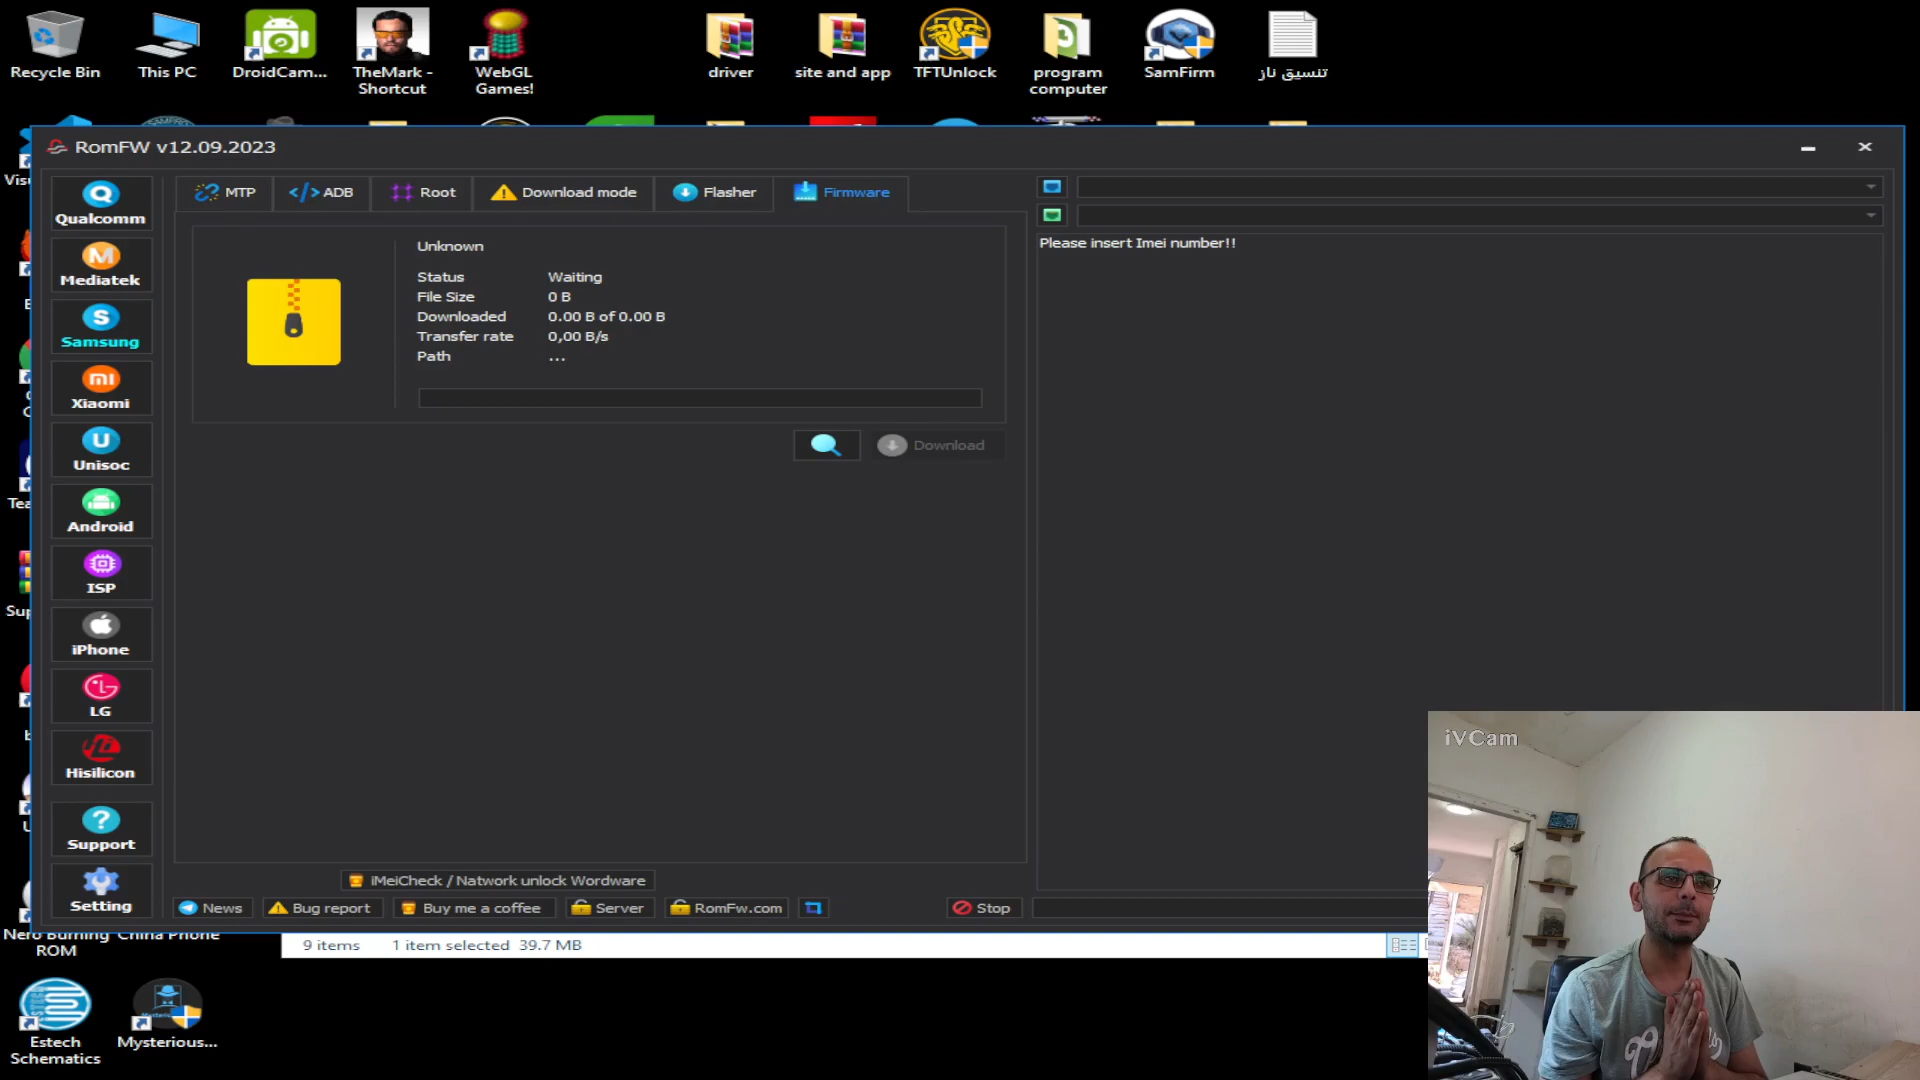 Recycle Bin
This PC
DroidCam...
TheMark -
Shortcut
WebGL
Games!
driver
site and app
TFTUnlock
program
computer
SamFirm
تنسيق ناز
RomFW v12.09.2023
Qualcomm
Mediatek
Samsung
Xiaomi
Unisoc
Android
ISP
iPhone
LG
Hisilicon
Support
Setting
MTP
ADB
Root
Download mode
Flasher
Firmware
Unknown
Status Waiting
File Size 0 B
Downloaded 0.00 B of 0.00 B
Transfer rate 0,00 B/s
Path ...
Download
Please insert Imei number!!
iMeiCheck / Natwork unlock Wordware
News
Bug report
Buy me a coffee
Server
RomFw.com
Stop
9 items 1 item selected 39.7 MB
Nero Burning
ROM
China Phone
Estech
Schematics
Mysterious...
iVCam